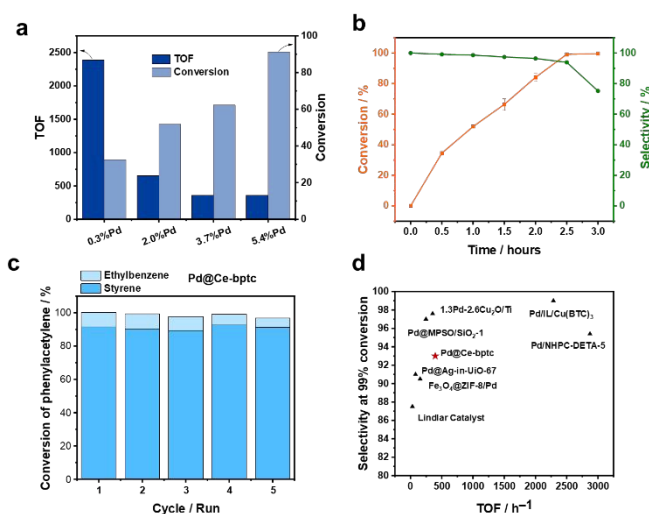 a
TOF
Conversion
2500
2000
1500
1000
500
0
TOF
100
80
60
40
20
0
Conversion
0.3%Pd
2.0%Pd
3.7%Pd
5.4%Pd
b
100
80
60
40
20
0
Conversion / %
100
80
60
40
20
0
Selectivity / %
0.0
0.5
1.0
1.5
2.0
2.5
3.0
Time / hours
c
Ethylbenzene
Styrene
Pd@Ce-bptc
100
80
60
40
20
0
Conversion of phenylacetylene / %
1
2
3
4
5
Cycle / Run
d
100
98
96
94
92
90
88
86
84
82
80
Selectivity at 99% conversion
1.3Pd-2.6Cu₂O/Ti
Pd/IL/Cu(BTC)₃
Pd@MPSO/SiO₂-1
Pd/NHPC-DETA-5
Pd@Ce-bptc
Pd@Ag-in-UiO-67
Fe₃O₄@ZIF-8/Pd
Lindlar Catalyst
0
500
1000
1500
2000
2500
3000
TOF / h⁻¹